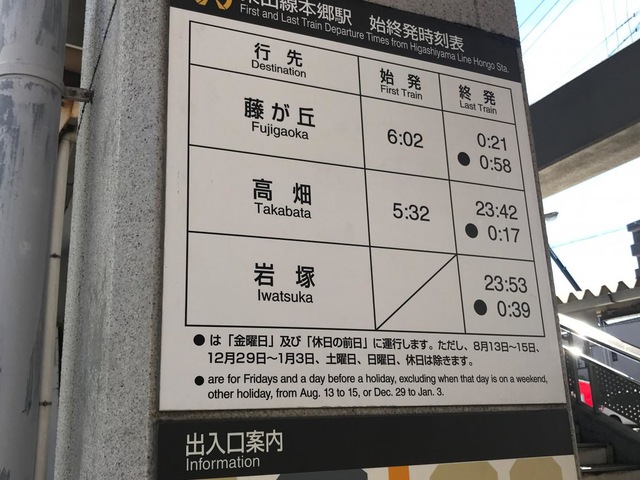 東山線本郷駅 始終発時刻表
First and Last Train Departure Times from Higashiyama Line Hongo Sta.
行先 始発 終発
Destination First Train Last Train
藤が丘 6:02 0:21
Fujigaoka ● 0:58
高畑 5:32 23:42
Takabata ● 0:17
岩塚 23:53
Iwatsuka ● 0:39
● は「金曜日」及び「休日の前日」に運行します。ただし、8月13日〜15日、
12月29日〜1月3日、土曜日、日曜日、休日は除きます。
● are for Fridays and a day before a holiday, excluding when that day is on a weekend,
other holiday, from Aug. 13 to 15, or Dec. 29 to Jan. 3.
出入口案内
Information